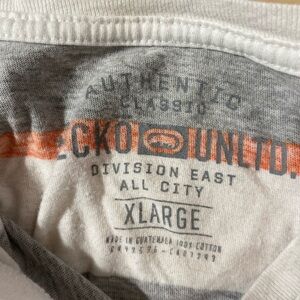 AUTHENTIC
CLASSIC
ECKO UNLTD.
DIVISION EAST
ALL CITY
XLARGE
MADE IN GUATEMALA 100% COTTON